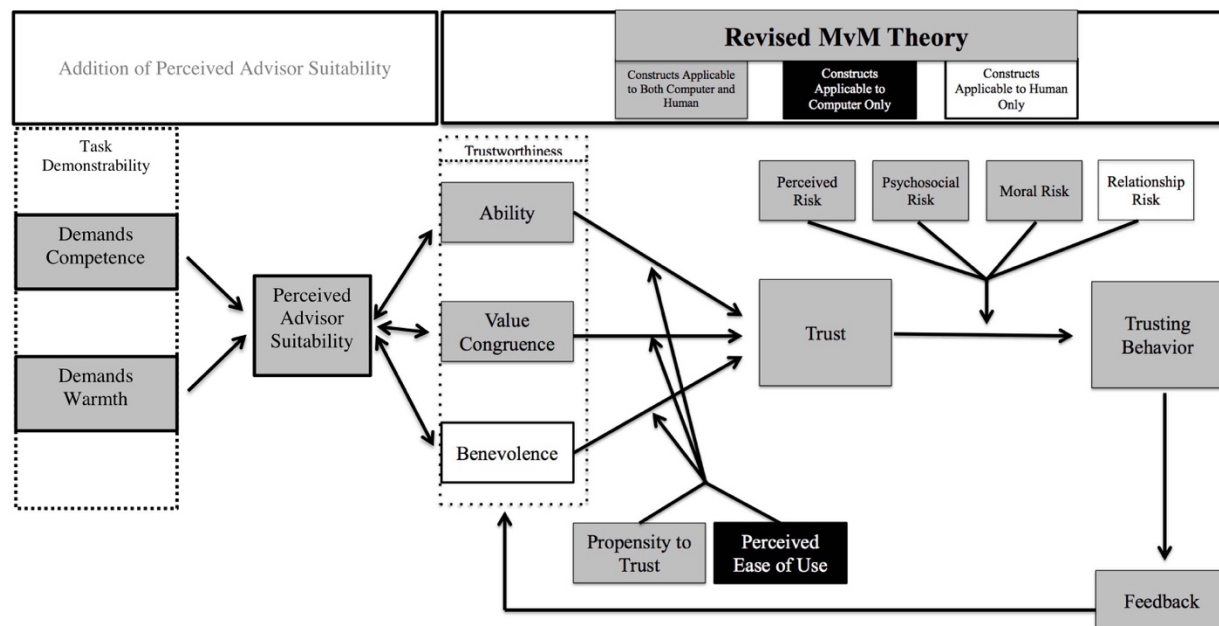 Addition of Perceived Advisor Suitability
Revised MvM Theory
Constructs Applicable
to Both Computer and
Human
Constructs
Applicable to
Computer Only
Constructs
Applicable to Human
Only
Task
Demonstrability
Demands
Competence
Demands
Warmth
Perceived
Advisor
Suitability
Trustworthiness
Ability
Value
Congruence
Benevolence
Propensity to
Trust
Perceived
Ease of Use
Perceived
Risk
Psychosocial
Risk
Moral Risk
Relationship
Risk
Trust
Trusting
Behavior
Feedback